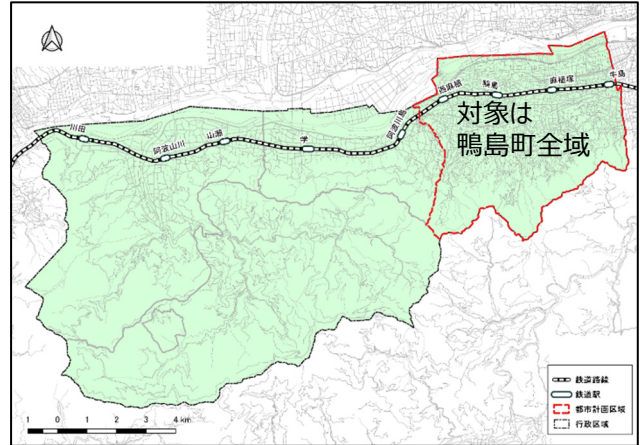 西麻植
鴨島
麻植塚
牛島
対象は
鴨島町全域
阿波川島
川田
阿波山川
山瀬
学
鉄道路線
鉄道駅
都市計画区域
行政区域
1 0 1 2 3 4 km